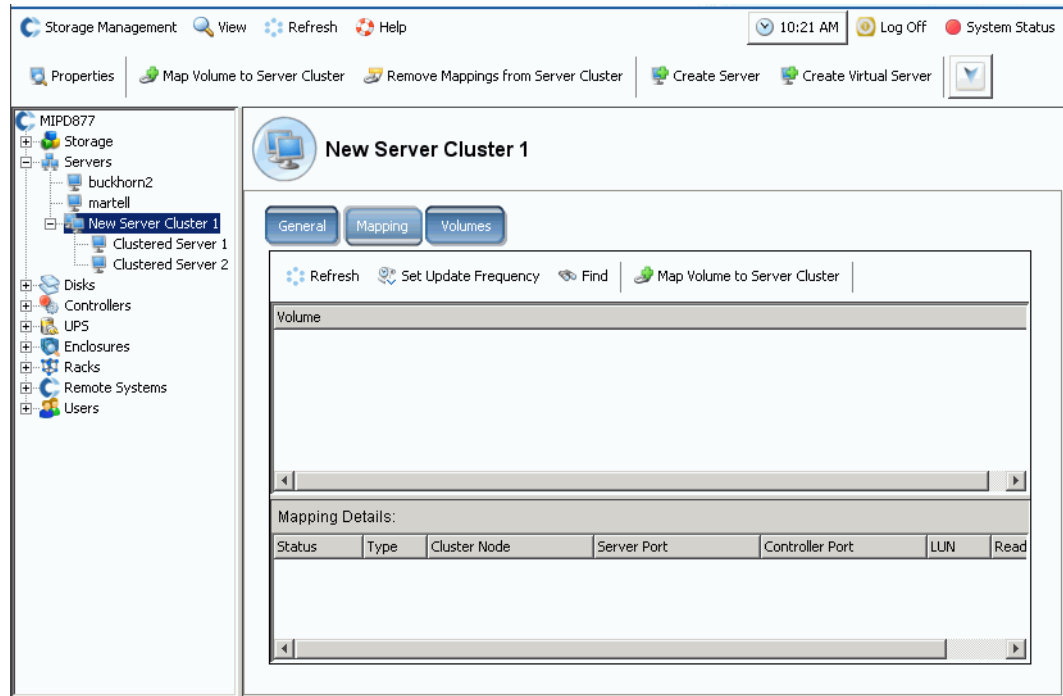 Storage Management View Refresh Help 10:21 AM Log Off System Status
Properties Map Volume to Server Cluster Remove Mappings from Server Cluster Create Server Create Virtual Server
MIPD877
Storage
Servers
buckhorn2
martell
New Server Cluster 1
Clustered Server 1
Clustered Server 2
Disks
Controllers
UPS
Enclosures
Racks
Remote Systems
Users
New Server Cluster 1
General Mapping Volumes
Refresh Set Update Frequency Find Map Volume to Server Cluster
Volume
Mapping Details:
Status Type Cluster Node Server Port Controller Port LUN Read